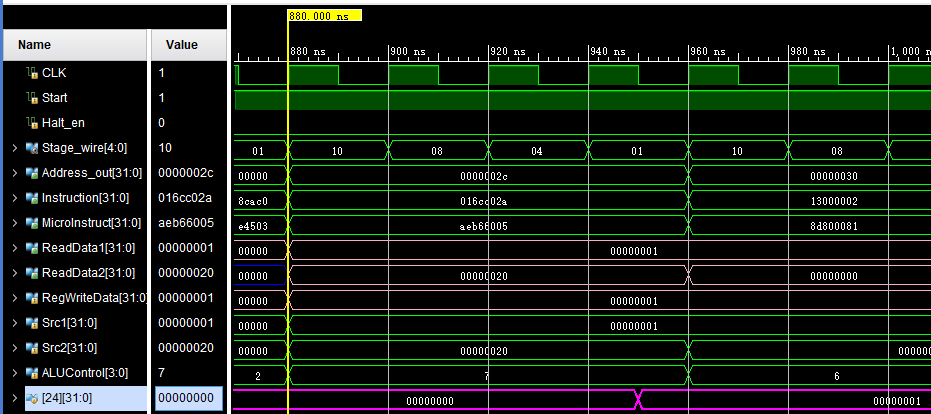 880.000 ns
Name Value 880 ns 900 ns 920 ns 940 ns 960 ns 980 ns 1,000 ns
CLK 1
Start 1
Halt_en 0
Stage_wire[4:0] 10 01 10 08 04 01 10 08
Address_out[31:0] 0000002c 00000 0000002c 00000030
Instruction[31:0] 016cc02a 8cac0 016cc02a 13000002
MicroInstruct[31:0] aeb66005 e4503 aeb66005 8d800081
ReadData1[31:0] 00000001 00000 00000001
ReadData2[31:0] 00000020 00000 00000020 00000000
RegWriteData[31:0] 00000001 00000 00000001
Src1[31:0] 00000001 00000 00000001
Src2[31:0] 00000020 00000 00000020 00000
ALUControl[3:0] 7 2 7 6
[24][31:0] 00000000 00000000 00000001